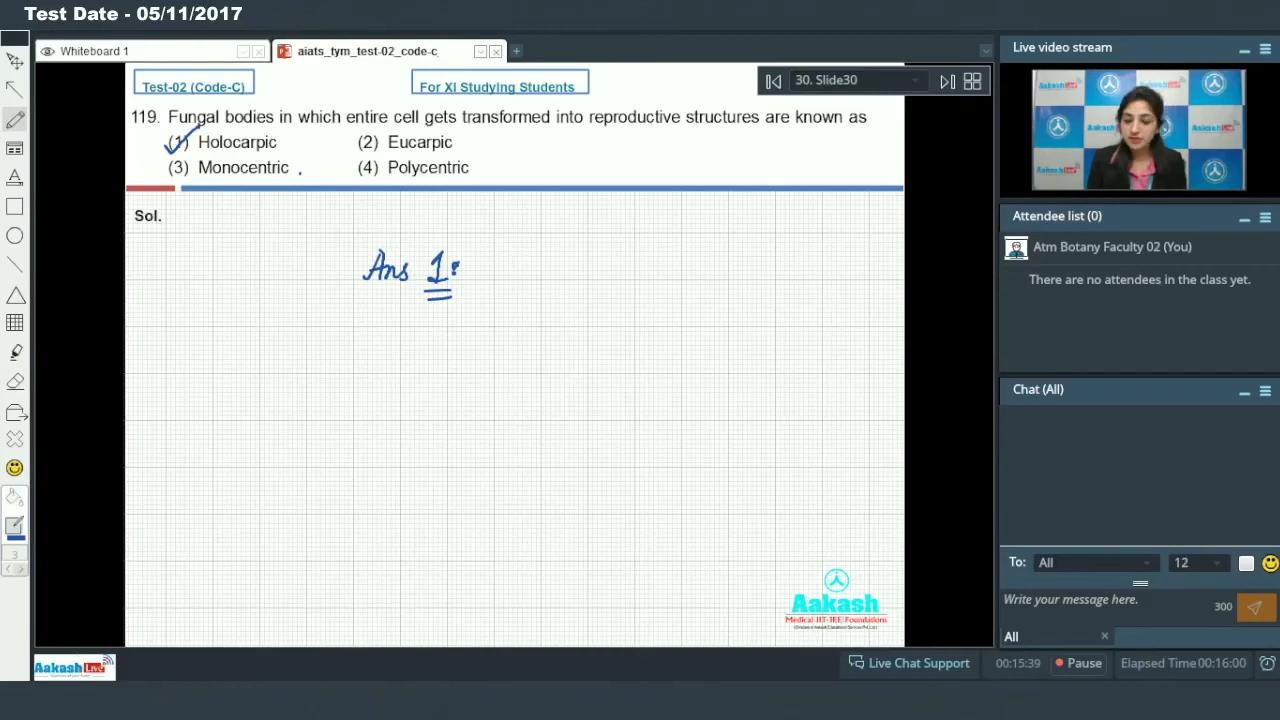 Test Date - 05/11/2017
Whiteboard 1
aiats_tym_test-02_code-c
Live video stream
Test-02 (Code-C)
For XI Studying Students
30. Slide30
119. Fungal bodies in which entire cell gets transformed into reproductive structures are known as
(1) Holocarpic (2) Eucarpic
(3) Monocentric (4) Polycentric
Sol.
Ans 1
Attendee list (0)
Atm Botany Faculty 02 (You)
There are no attendees in the class yet.
Chat (All)
To: All 12
Write your message here. 300
All
3
Aakash
Medical|IIT-JEE|Foundations
Aakash Live
Live Chat Support
00:15:39
Pause
Elapsed Time 00:16:00